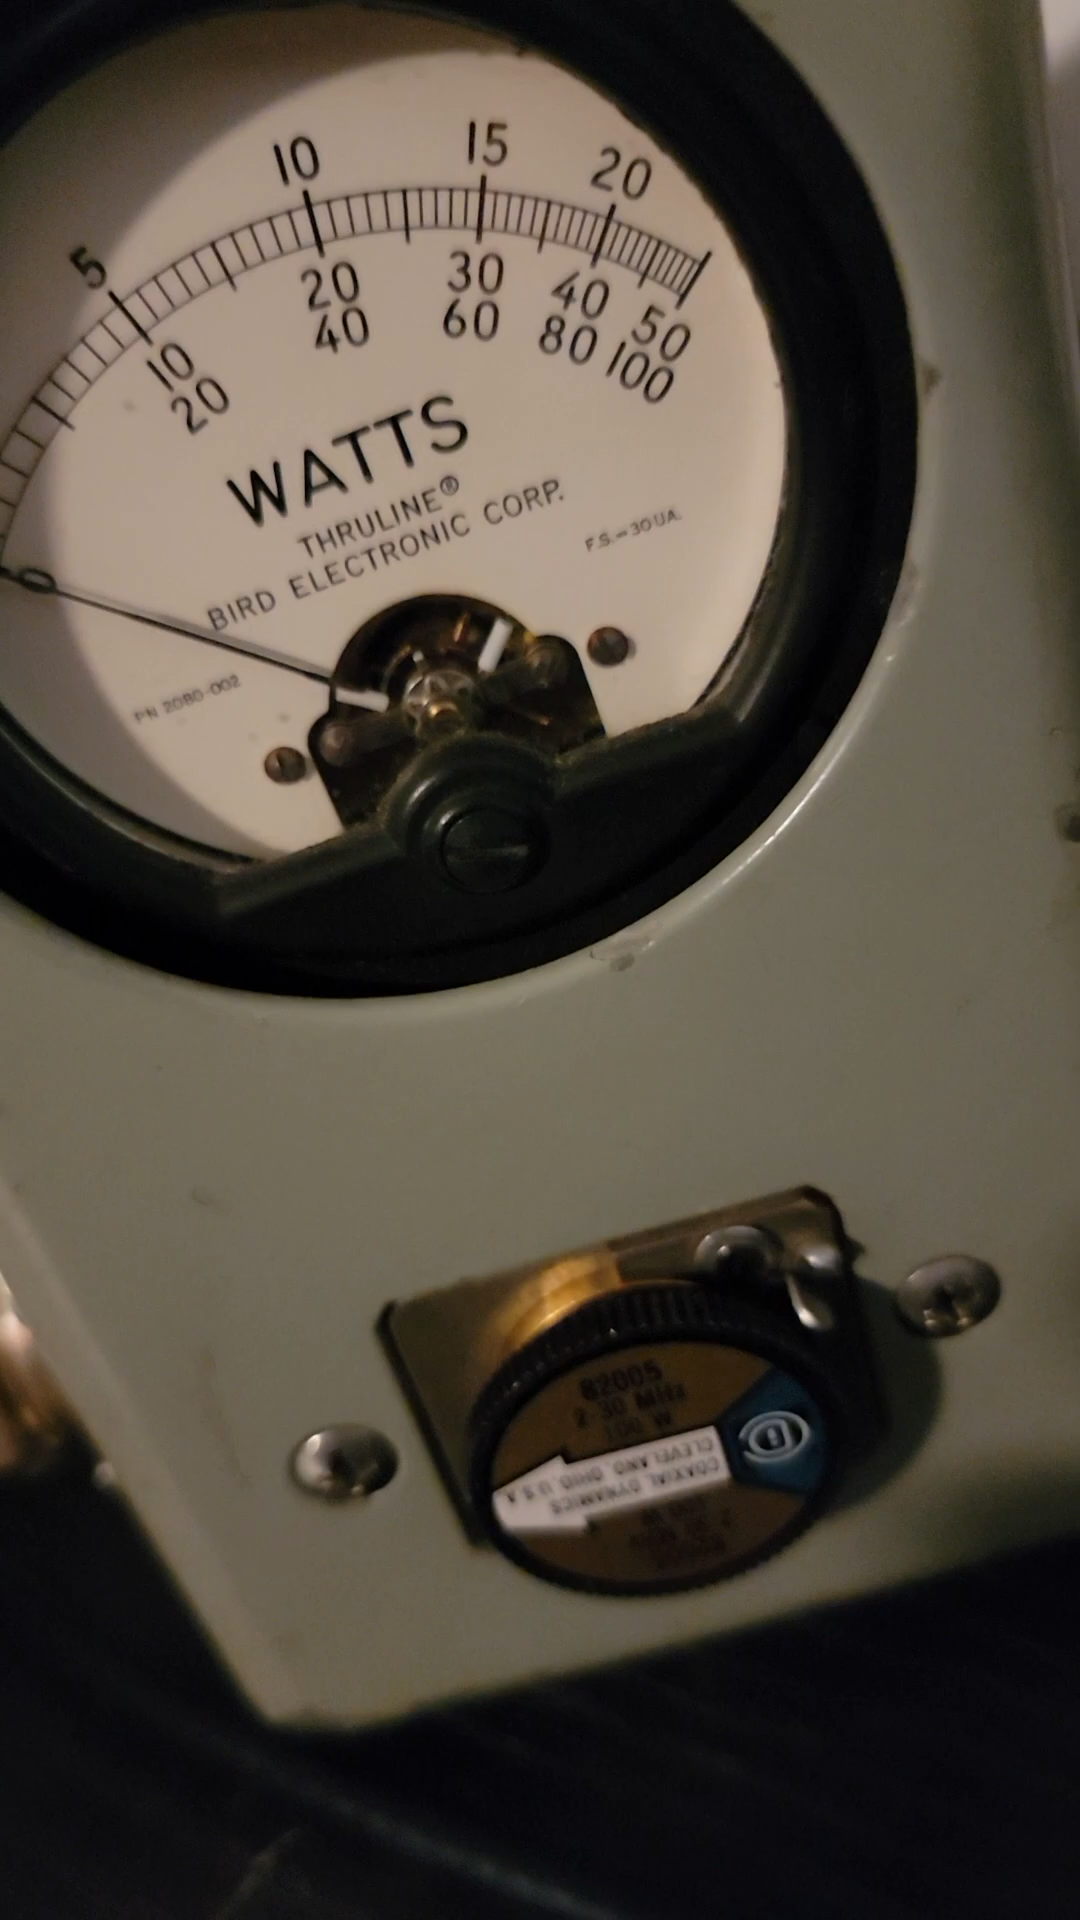 5 10 15 20
10 20 30 40 50
20 40 60 80 100
0
WATTS
THRULINE®
BIRD ELECTRONIC CORP.
F.S.=30UA.
PN 2080-002
82005
2-30 MHz
100 W
COAXIAL DYNAMICS
CLEVELAND, OHIO, U.S.A.